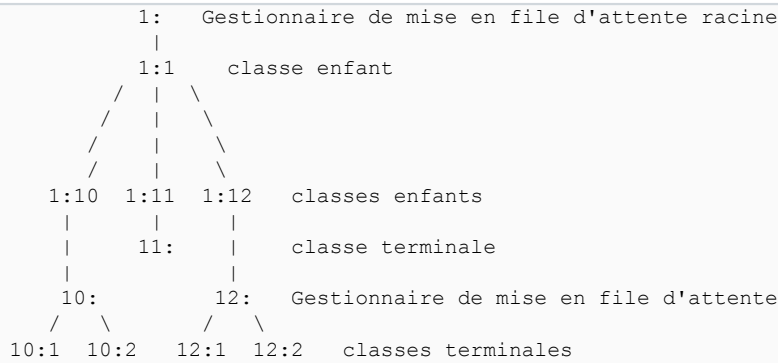 1:   Gestionnaire de mise en file d'attente racine
|
1:1    classe enfant
/  |  \
/   |   \
/    |    \
/    |     \
1:10  1:11  1:12   classes enfants
|      |     |
|     11:    |    classe terminale
|            |
10:         12:   Gestionnaire de mise en file d'attente
/   \       /   \
10:1  10:2   12:1  12:2   classes terminales